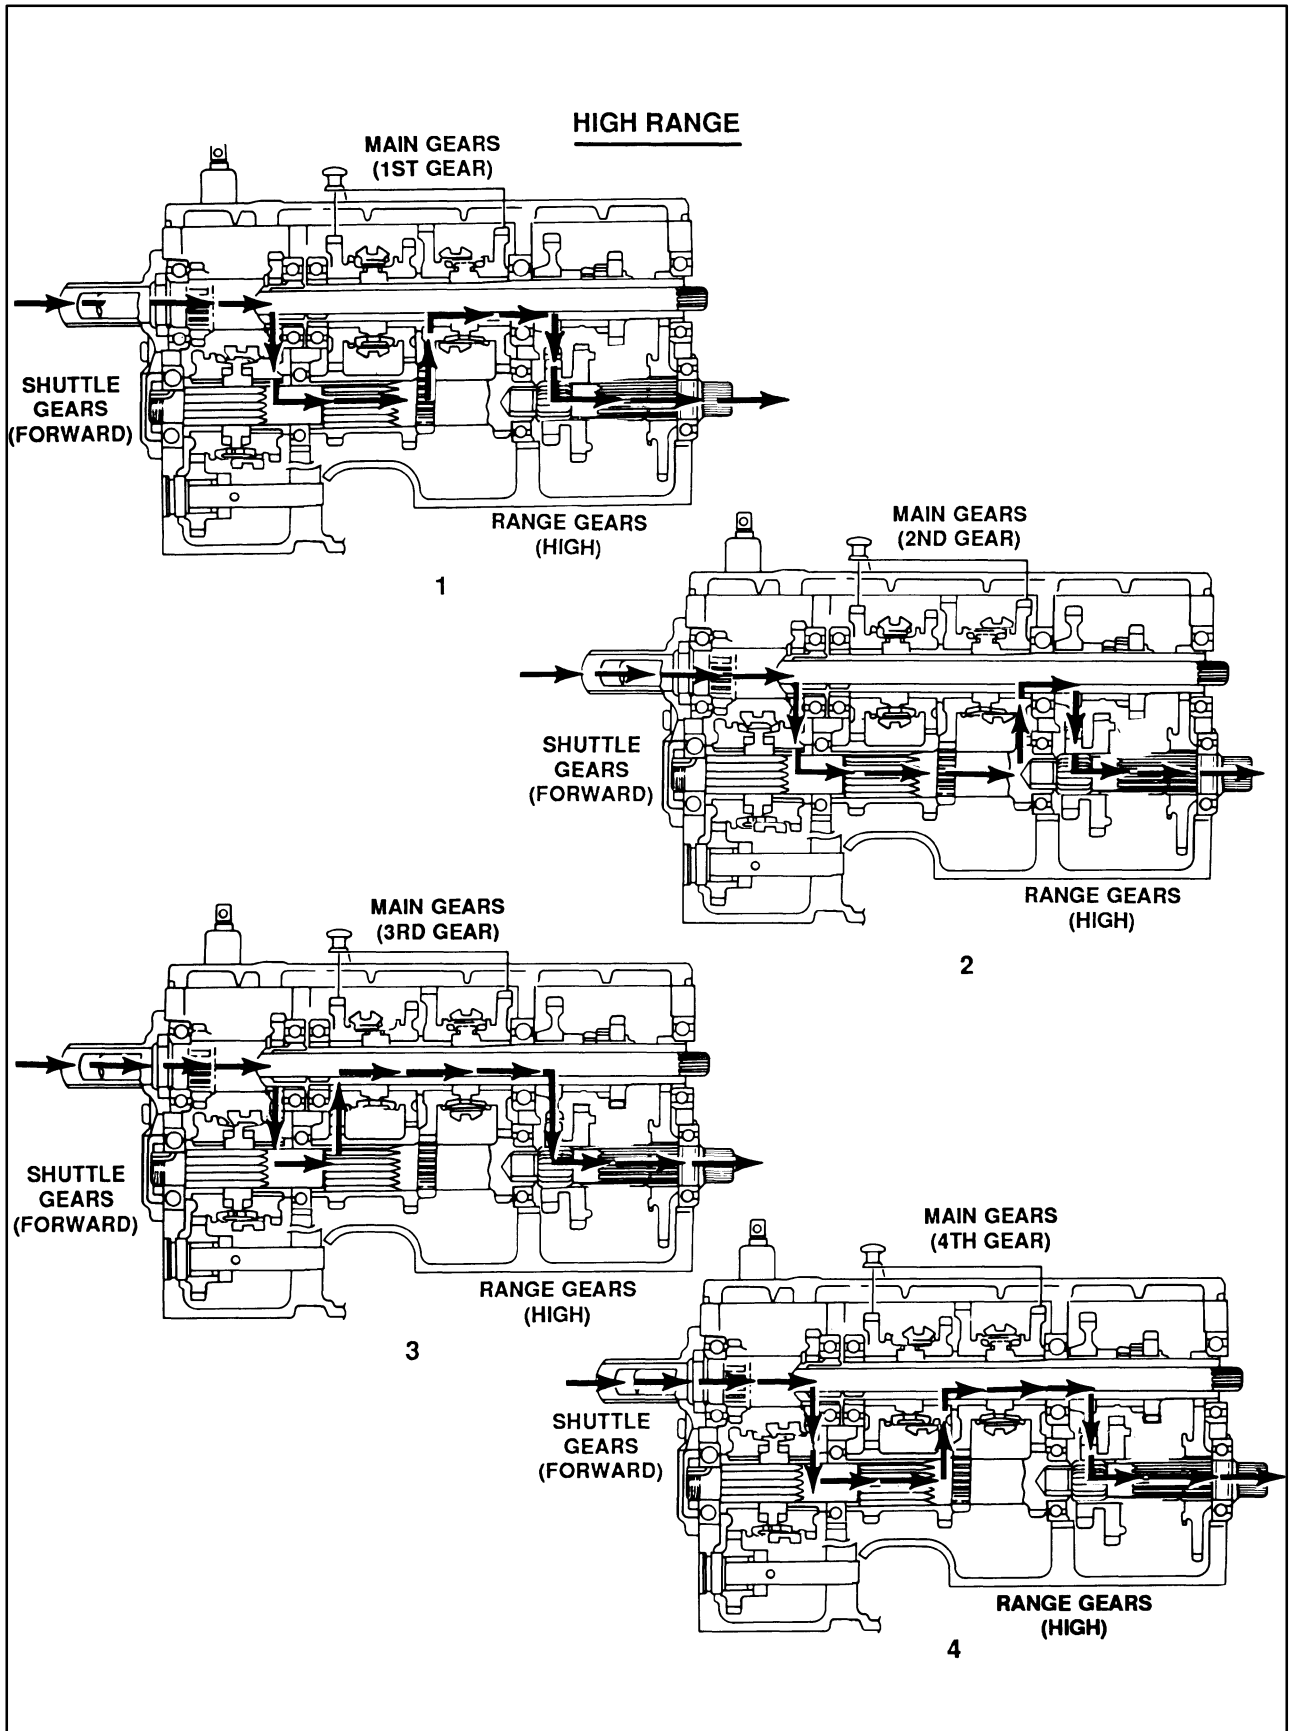 HIGH RANGE
MAIN GEARS
(1ST GEAR)
SHUTTLE
GEARS
(FORWARD)
RANGE GEARS
(HIGH)
1
MAIN GEARS
(2ND GEAR)
SHUTTLE
GEARS
(FORWARD)
RANGE GEARS
(HIGH)
2
MAIN GEARS
(3RD GEAR)
SHUTTLE
GEARS
(FORWARD)
RANGE GEARS
(HIGH)
3
MAIN GEARS
(4TH GEAR)
SHUTTLE
GEARS
(FORWARD)
RANGE GEARS
(HIGH)
4